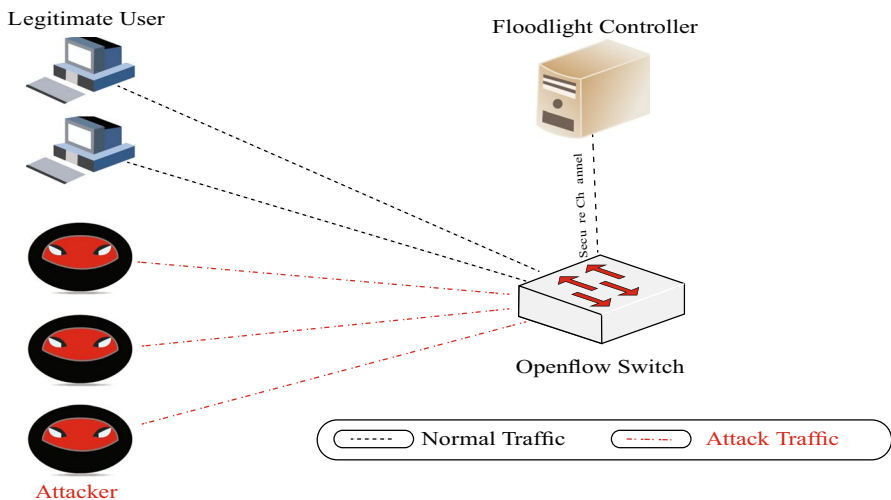 Legitimate User
Floodlight Controller
Secu re Ch annel
Openflow Switch
Normal Traffic
Attack Traffic
Attacker